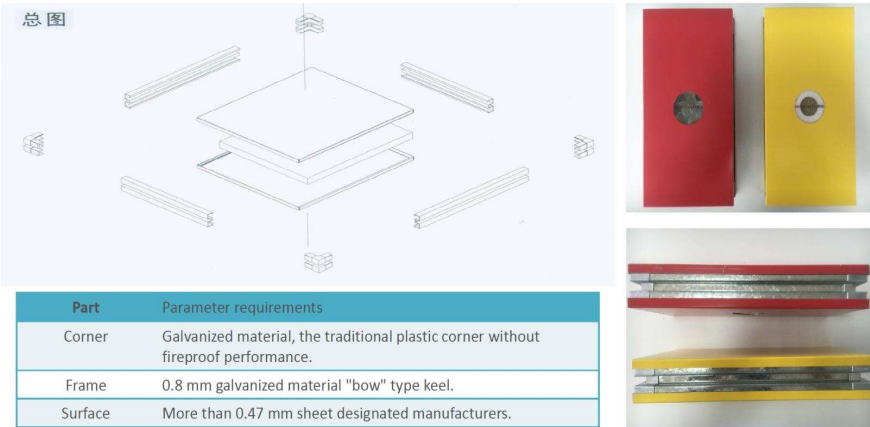 总图
Part Parameter requirements
Corner Galvanized material, the traditional plastic corner without
fireproof performance.
Frame 0.8 mm galvanized material "bow" type keel.
Surface More than 0.47 mm sheet designated manufacturers.